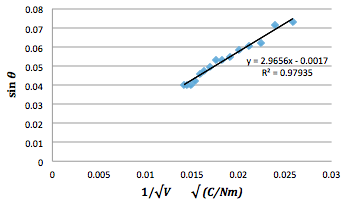 0.08
0.07
0.06
0.05
0.04
0.03
0.02
0.01
0
sin θ
y = 2.9656x - 0.0017
R² = 0.97935
0 0.005 0.01 0.015 0.02 0.025 0.03
1/√V √(C/Nm)